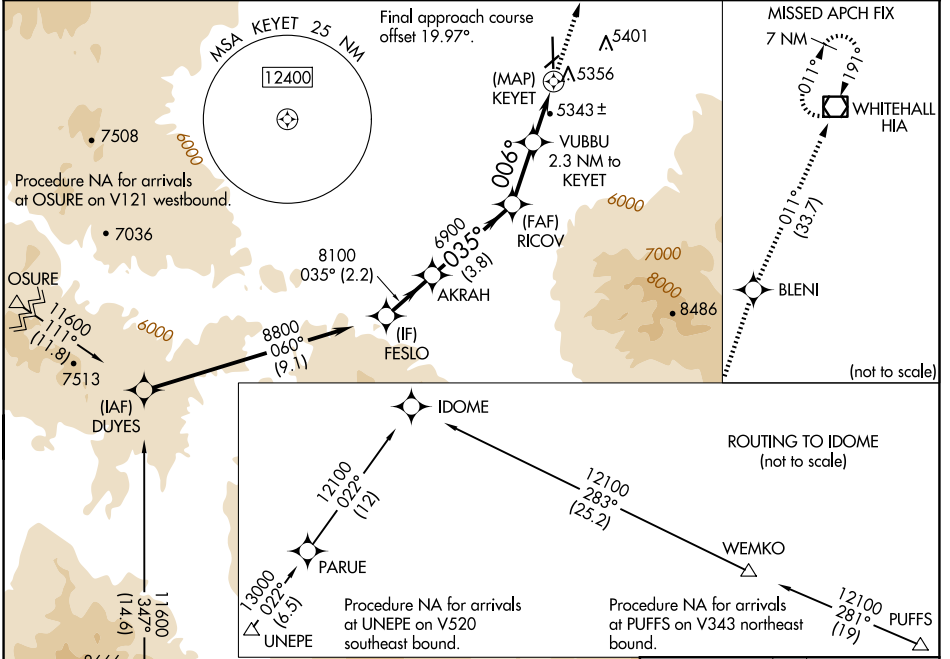 MSA KEYET 25 NM
12400
Final approach course
offset 19.97°.
5401
5356
(MAP)
KEYET
5343 ±
VUBBU
2.3 NM to
KEYET
006°
(FAF)
RICOV
6900
035°
(3.8)
AKRAH
8100
035° (2.2)
(IF)
FESLO
8800
060°
(9.1)
(IAF)
DUYES
7508
6000
Procedure NA for arrivals
at OSURE on V121 westbound.
7036
OSURE
11600
111°
(11.8)
7513
6000
6000
7000
8000
8486
11600
347°
(14.6)
MISSED APCH FIX
7 NM
011°
191°
WHITEHALL
HIA
011°
(33.7)
BLENI
(not to scale)
IDOME
ROUTING TO IDOME
(not to scale)
12100
022°
(12)
12100
283°
(25.2)
PARUE
WEMKO
13000
022°
(6.5)
UNEPE
Procedure NA for arrivals
at UNEPE on V520
southeast bound.
Procedure NA for arrivals
at PUFFS on V343 northeast
bound.
12100
281°
(19)
PUFFS